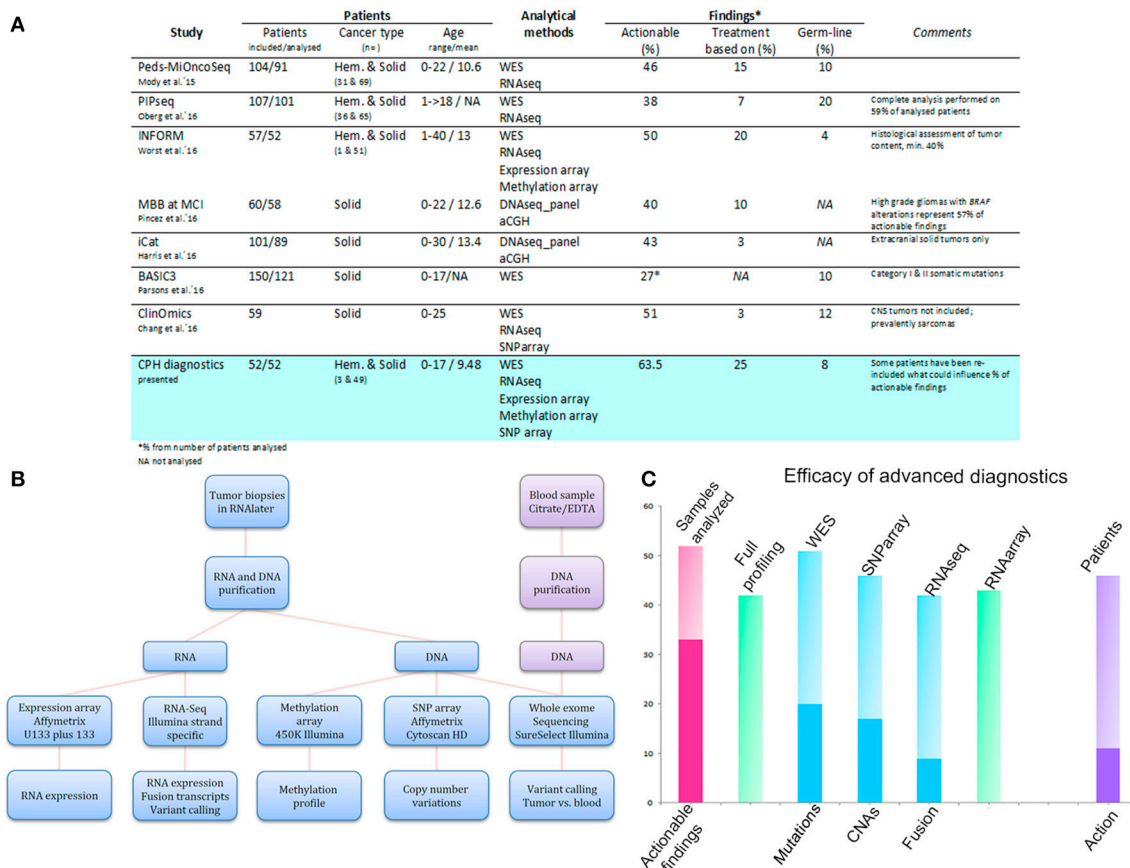 A
Patients
Analytical methods
Findings*
Study
Patients included/analysed
Cancer type (n= )
Age range/mean
Actionable (%)
Treatment based on (%)
Germ-line (%)
Comments
Peds-MiOncoSeq 104/91 Hem. & Solid 0-22 / 10.6 WES 46 15 10
Mody et al.´15 (31 & 69) RNAseq
PIPseq 107/101 Hem. & Solid 1->18 / NA WES 38 7 20 Complete analysis performed on
Oberg et al.´16 (36 & 65) RNAseq 59% of analysed patients
INFORM 57/52 Hem. & Solid 1-40 / 13 WES 50 20 4 Histological assessment of tumor
Worst et al.´16 (1 & 51) RNAseq content, min. 40%
Expression array
Methylation array
MBB at MCI 60/58 Solid 0-22 / 12.6 DNAseq_panel 40 10 NA High grade gliomas with BRAF
Pincez et al.´16 aCGH alterations represent 57% of
actionable findings
iCat 101/89 Solid 0-30 / 13.4 DNAseq_panel 43 3 NA Extracranial solid tumors only
Harris et al.´16 aCGH
BASIC3 150/121 Solid 0-17/NA WES 27* NA 10 Category I & II somatic mutations
Parsons et al.´16
ClinOmics 59 Solid 0-25 WES 51 3 12 CNS tumors not included;
Chang et al.´16 RNAseq prevalently sarcomas
SNParray
CPH diagnostics 52/52 Hem. & Solid 0-17 / 9.48 WES 63.5 25 8 Some patients have been re-
presented (3 & 49) RNAseq included what could influence % of
Expression array actionable findings
Methylation array
SNP array
*% from number of patients analysed
NA not analysed
B
Tumor biopsies
in RNAlater
Blood sample
Citrate/EDTA
RNA and DNA
purification
DNA
purification
RNA
DNA
DNA
Expression array
Affymetrix
U133 plus 133
RNA-Seq
Illumina strand
specific
Methylation
array
450K Illumina
SNP array
Affymetrix
Cytoscan HD
Whole exome
Sequencing
SureSelect Illumina
RNA expression
RNA expression
Fusion transcripts
Variant calling
Methylation
profile
Copy number
variations
Variant calling
Tumor vs. blood
C
Efficacy of advanced diagnostics
60
50
40
30
20
10
0
Samples
analyzed
Full
profiling
WES
SNParray
RNAseq
RNAarray
Patients
Actionable
findings
Mutations
CNAs
Fusion
Action